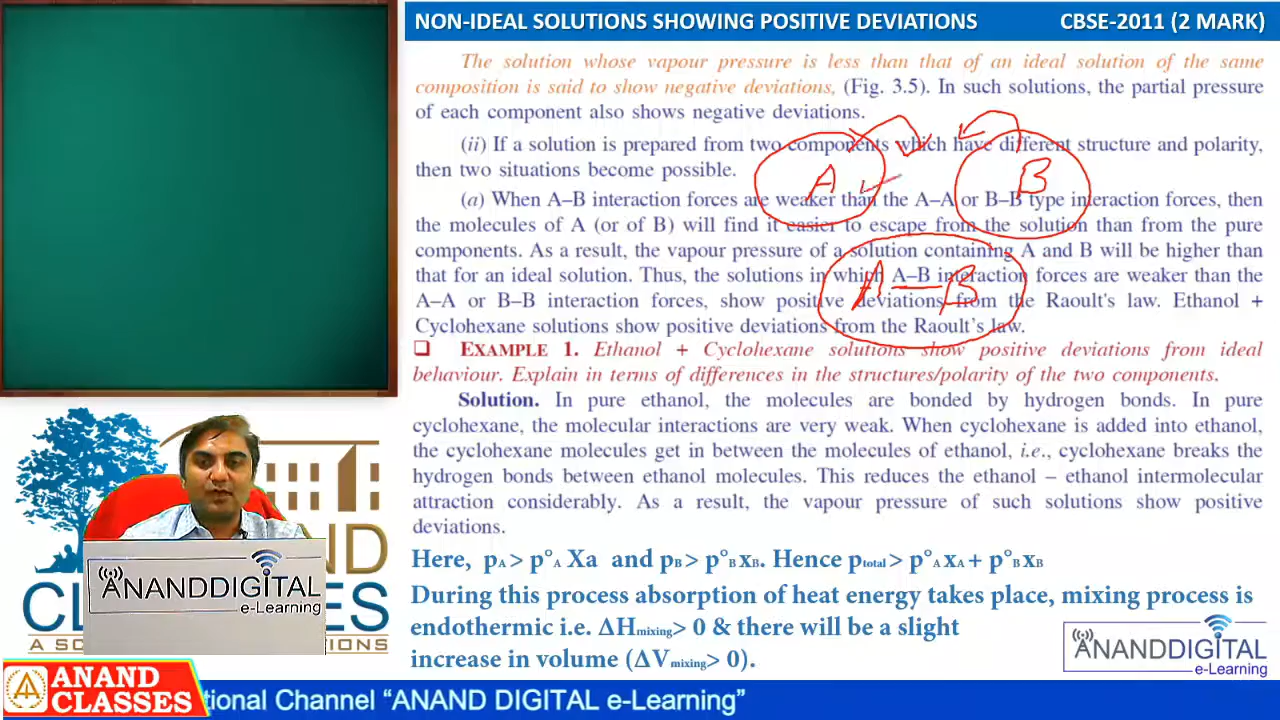 NON-IDEAL SOLUTIONS SHOWING POSITIVE DEVIATIONS CBSE-2011 (2 MARK)
The solution whose vapour pressure is less than that of an ideal solution of the same
composition is said to show negative deviations, (Fig. 3.5). In such solutions, the partial pressure
of each component also shows negative deviations.
(ii) If a solution is prepared from two components which have different structure and polarity,
then two situations become possible.
A
B
(a) When A–B interaction forces are weaker than the A–A or B–B type interaction forces, then
the molecules of A (or of B) will find it easier to escape from the solution than from the pure
components. As a result, the vapour pressure of a solution containing A and B will be higher than
that for an ideal solution. Thus, the solutions in which A–B interaction forces are weaker than the
A–A or B–B interaction forces, show positive deviations from the Raoult's law. Ethanol +
A—B
Cyclohexane solutions show positive deviations from the Raoult's law.
❑ EXAMPLE 1. Ethanol + Cyclohexane solutions show positive deviations from ideal
behaviour. Explain in terms of differences in the structures/polarity of the two components.
Solution. In pure ethanol, the molecules are bonded by hydrogen bonds. In pure
cyclohexane, the molecular interactions are very weak. When cyclohexane is added into ethanol,
the cyclohexane molecules get in between the molecules of ethanol, i.e., cyclohexane breaks the
hydrogen bonds between ethanol molecules. This reduces the ethanol – ethanol intermolecular
attraction considerably. As a result, the vapour pressure of such solutions show positive
deviations.
Here, pA > p°A Xa and pB > p°B xB. Hence ptotal > p°A xA + p°B xB
During this process absorption of heat energy takes place, mixing process is
endothermic i.e. ΔHmixing> 0 & there will be a slight
increase in volume (ΔVmixing> 0).
ANANDDIGITAL
e-Learning
ANANDDIGITAL
e-Learning
ANAND
CLASSES
tional Channel “ANAND DIGITAL e-Learning”